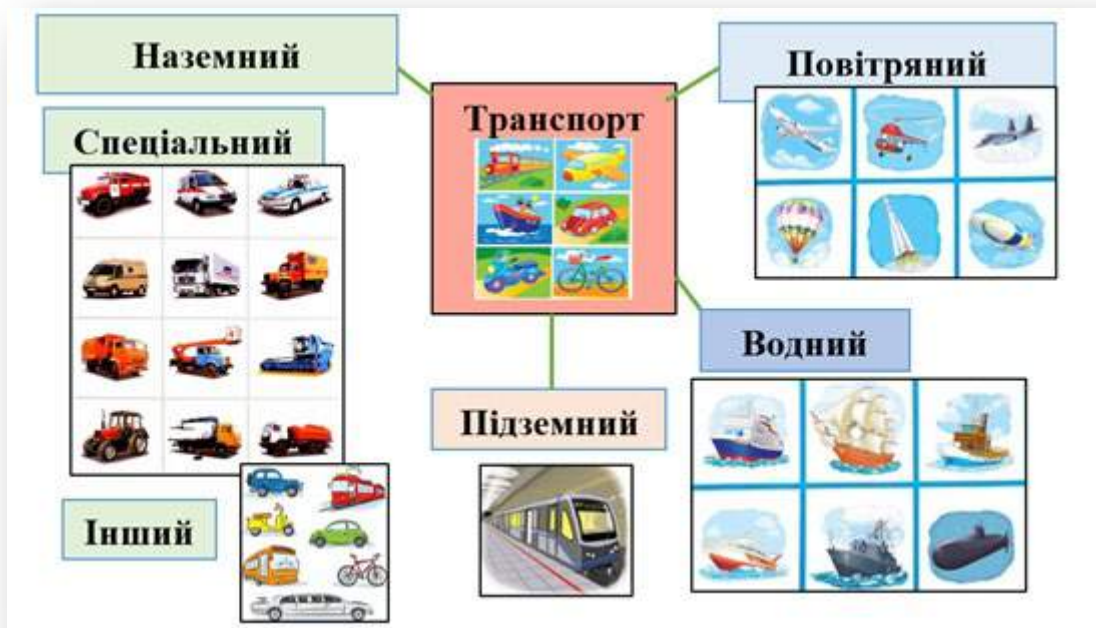 Наземний
Повітряний
Транспорт
Спеціальний
Водний
Підземний
Інший